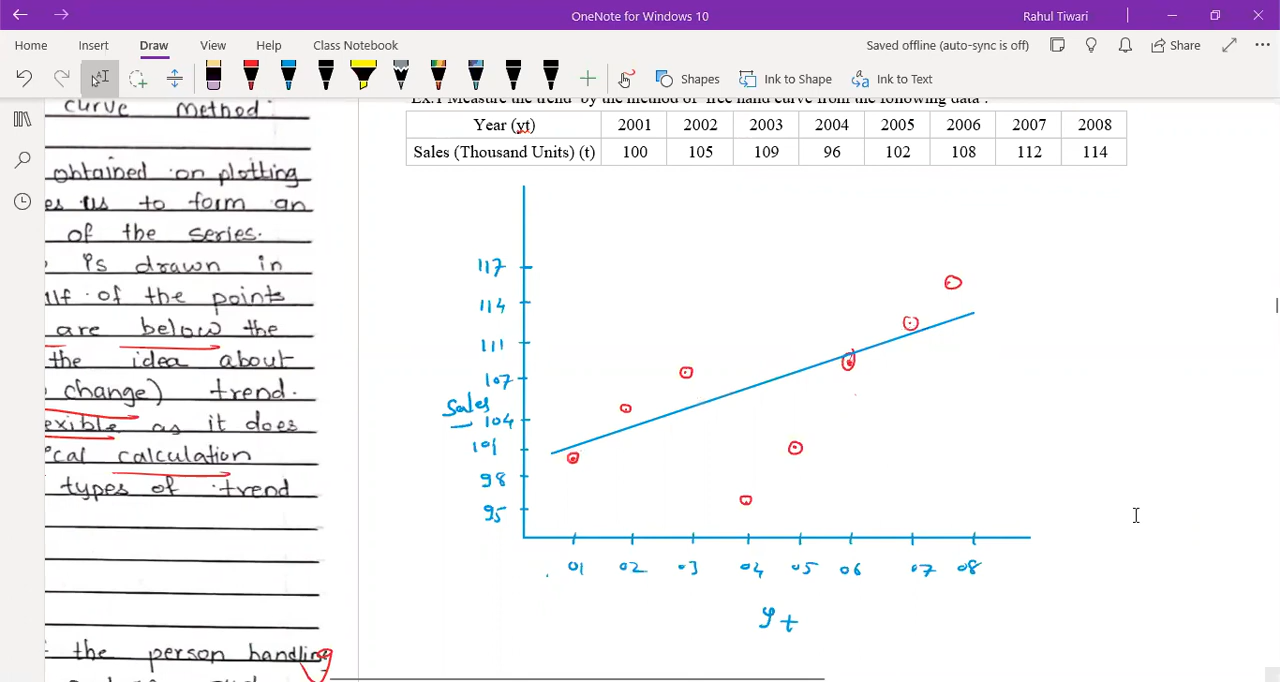 OneNote for Windows 10
Rahul Tiwari
Home Insert Draw View Help Class Notebook
Saved offline (auto-sync is off) Share
Shapes Ink to Shape Ink to Text
curve method:
obtained on plotting
es us to form an
of the series.
is drawn in
alf of the points
are below the
the idea about
change) trend.
exible as it does
cal calculation
types of trend
the person handling
Ex.1 Measure the trend by the method of free hand curve from the following data :
Year (yt) 2001 2002 2003 2004 2005 2006 2007 2008
Sales (Thousand Units) (t) 100 105 109 96 102 108 112 114
117
114
111
107
Sales
104
101
98
95
01 02 03 04 05 06 07 08
yt